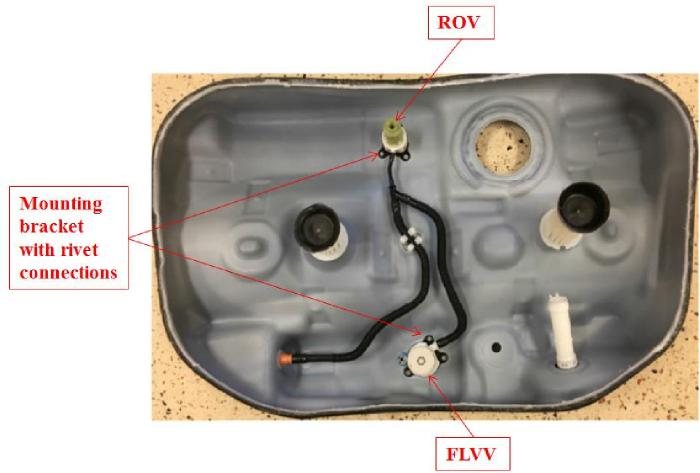 ROV
Mounting
bracket
with rivet
connections
FLVV